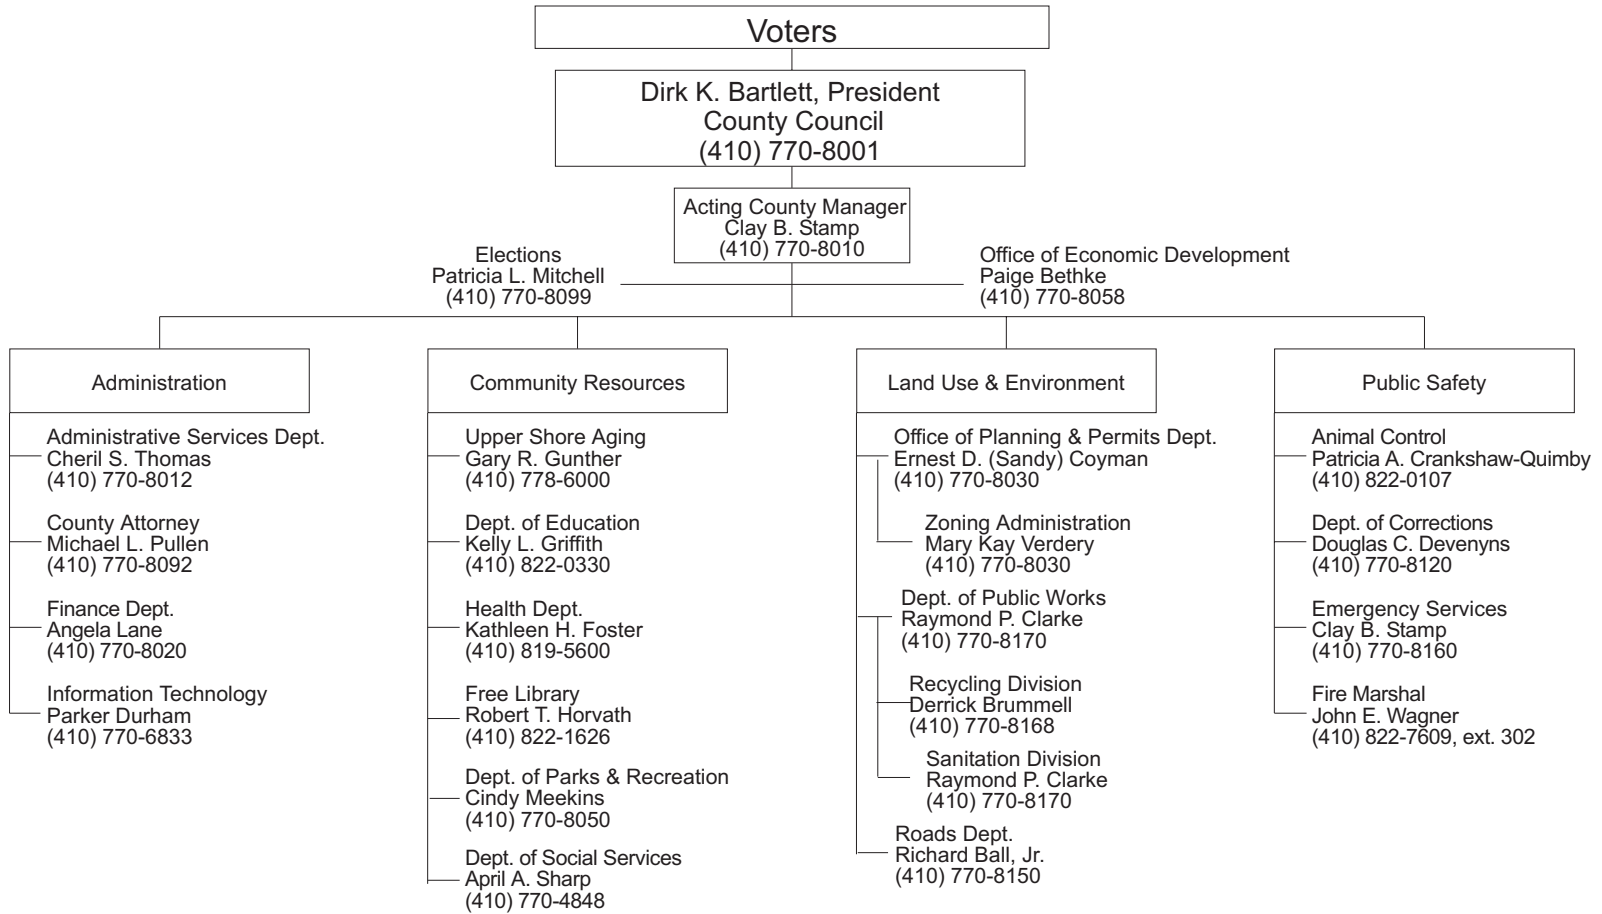 Voters
Dirk K. Bartlett, President
County Council
(410) 770-8001
Acting County Manager
Clay B. Stamp
(410) 770-8010
Elections
Patricia L. Mitchell
(410) 770-8099
Office of Economic Development
Paige Bethke
(410) 770-8058
Administration
Administrative Services Dept.
Cheril S. Thomas
(410) 770-8012
County Attorney
Michael L. Pullen
(410) 770-8092
Finance Dept.
Angela Lane
(410) 770-8020
Information Technology
Parker Durham
(410) 770-6833
Community Resources
Upper Shore Aging
Gary R. Gunther
(410) 778-6000
Dept. of Education
Kelly L. Griffith
(410) 822-0330
Health Dept.
Kathleen H. Foster
(410) 819-5600
Free Library
Robert T. Horvath
(410) 822-1626
Dept. of Parks & Recreation
Cindy Meekins
(410) 770-8050
Dept. of Social Services
April A. Sharp
(410) 770-4848
Land Use & Environment
Office of Planning & Permits Dept.
Ernest D. (Sandy) Coyman
(410) 770-8030
Zoning Administration
Mary Kay Verdery
(410) 770-8030
Dept. of Public Works
Raymond P. Clarke
(410) 770-8170
Recycling Division
Derrick Brummell
(410) 770-8168
Sanitation Division
Raymond P. Clarke
(410) 770-8170
Roads Dept.
Richard Ball, Jr.
(410) 770-8150
Public Safety
Animal Control
Patricia A. Crankshaw-Quimby
(410) 822-0107
Dept. of Corrections
Douglas C. Devenyns
(410) 770-8120
Emergency Services
Clay B. Stamp
(410) 770-8160
Fire Marshal
John E. Wagner
(410) 822-7609, ext. 302